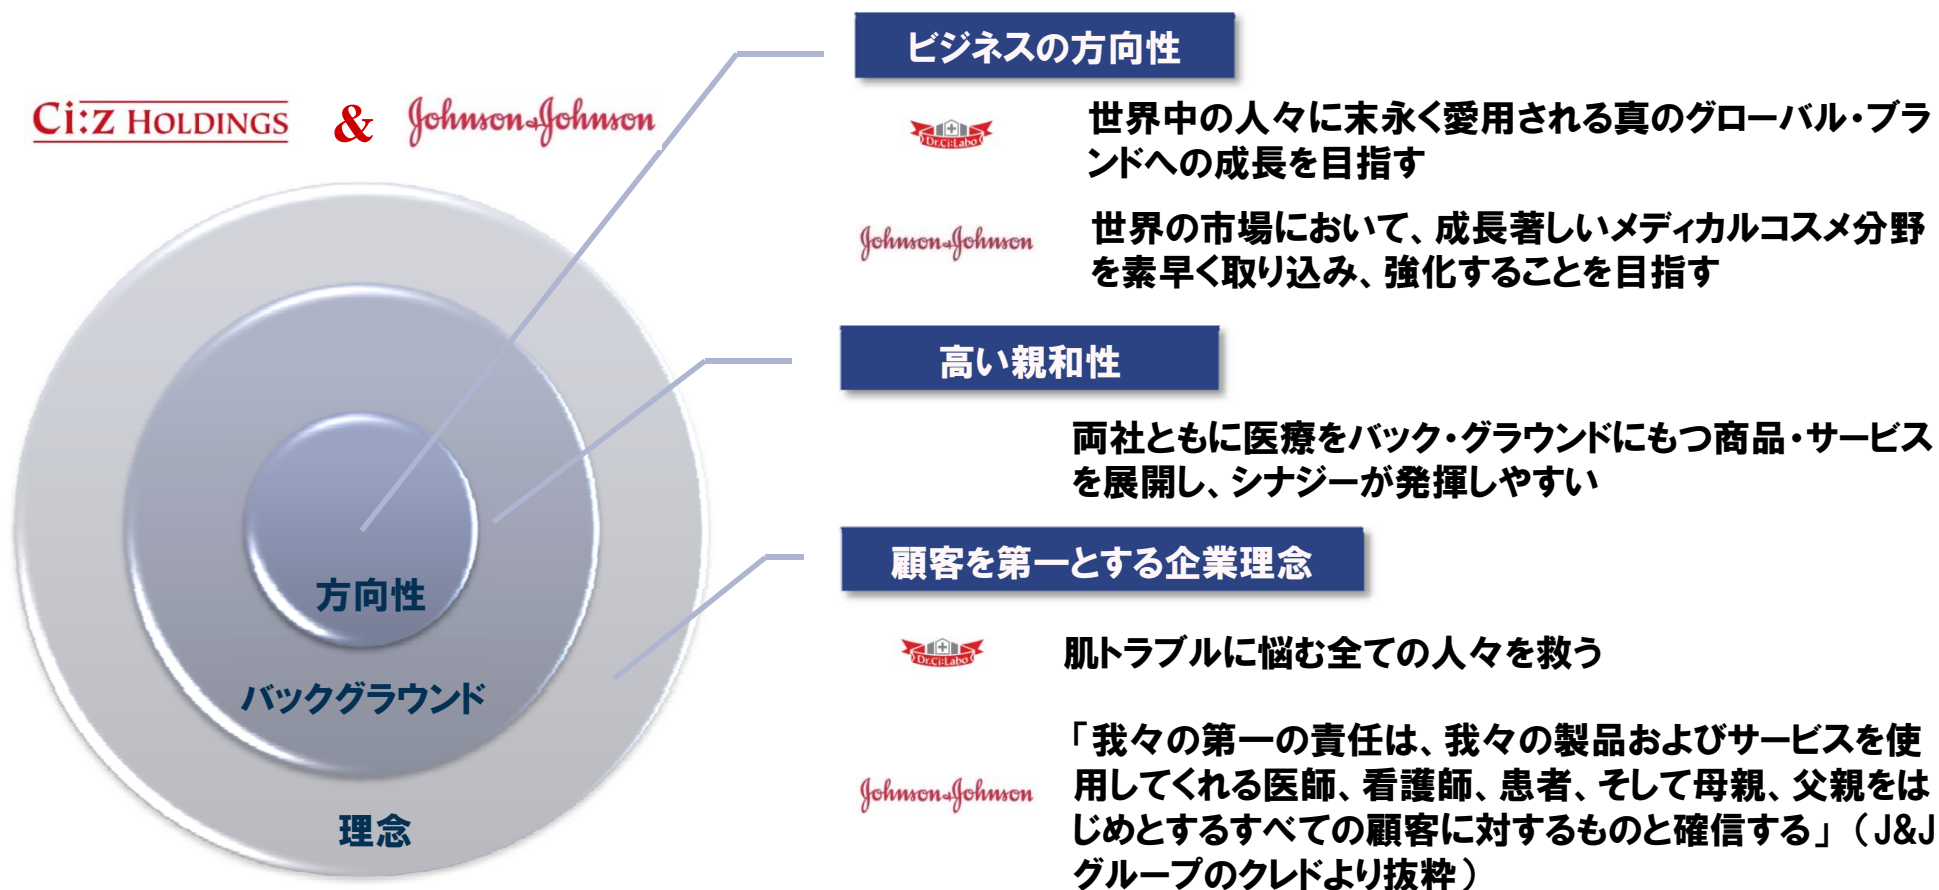 Ci:z HOLDINGS & Johnson & Johnson
方向性
バックグラウンド
理念
ビジネスの方向性
Dr.Ci:Labo
世界中の人々に末永く愛用される真のグローバル・ブラ
ンドへの成長を目指す
Johnson & Johnson
世界の市場において、成長著しいメディカルコスメ分野
を素早く取り込み、強化することを目指す
高い親和性
両社ともに医療をバック・グラウンドにもつ商品・サービス
を展開し、シナジーが発揮しやすい
顧客を第一とする企業理念
Dr.Ci:Labo
肌トラブルに悩む全ての人々を救う
Johnson & Johnson
「我々の第一の責任は、我々の製品およびサービスを使
用してくれる医師、看護師、患者、そして母親、父親をは
じめとするすべての顧客に対するものと確信する」（J&J
グループのクレドより抜粋）